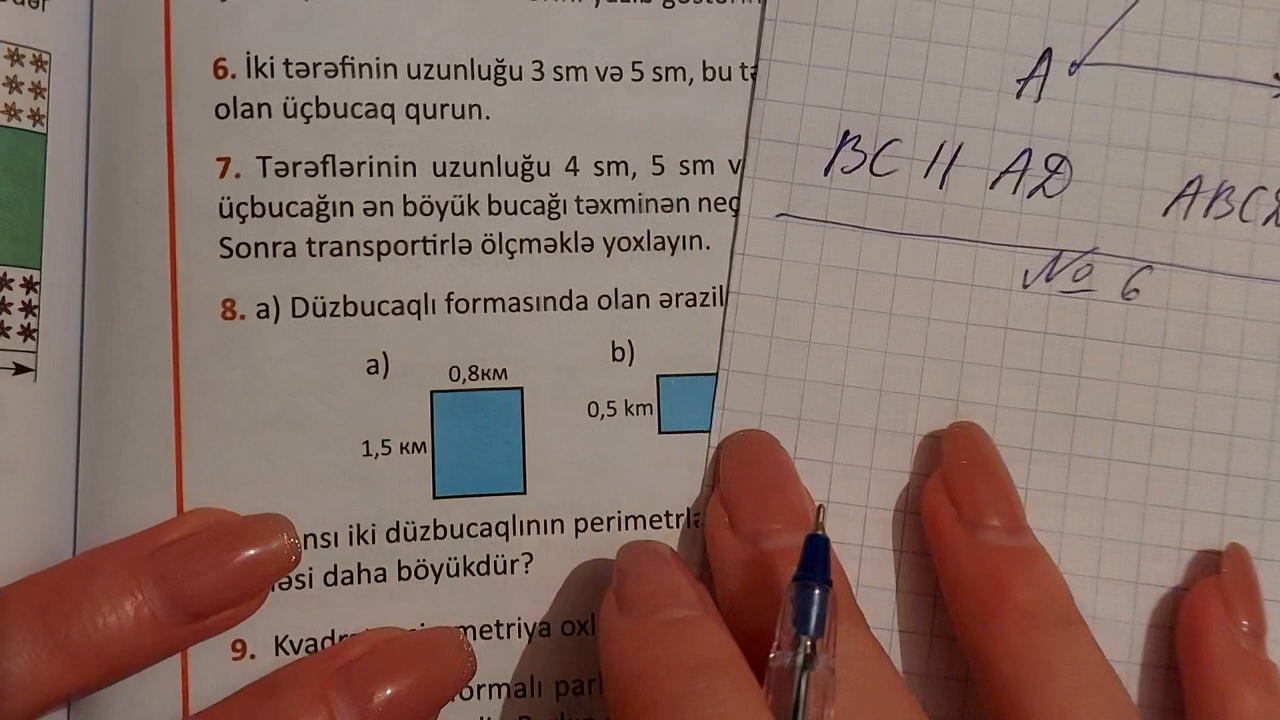 6. İki tərəfinin uzunluğu 3 sm və 5 sm, bu
olan üçbucaq qurun.
7. Tərəflərinin uzunluğu 4 sm, 5 sm v
üçbucağın ən böyük bucağı təxminən neç
Sonra transportirlə ölçməklə yoxlayın.
8. a) Düzbucaqlı formasında olan ərazil
a)
b)
0,8км
1,5 км
0,5 km
nsı iki düzbucaqlının perimetrlə
əsi daha böyükdür?
9. Kvadr metriya oxl
ormalı parl
A
BC || AD
ABC
№ 6